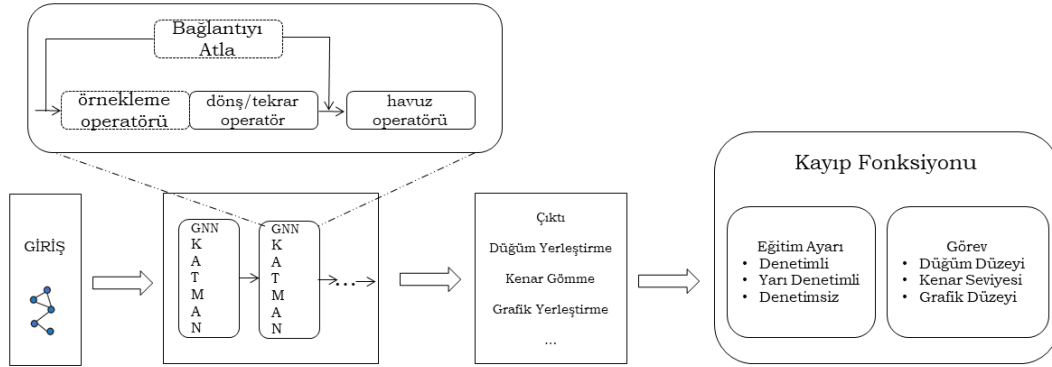 Bağlantıyı
Atla
örnekleme
operatörü
dönş/tekrar
operatör
havuz
operatörü
GİRİŞ
GNN
K
A
T
M
A
N
GNN
K
A
T
M
A
N
...
Çıktı
Düğüm Yerleştirme
Kenar Gömme
Grafik Yerleştirme
...
Kayıp Fonksiyonu
Eğitim Ayarı
• Denetimli
• Yarı Denetimli
• Denetimsiz
Görev
• Düğüm Düzeyi
• Kenar Seviyesi
• Grafik Düzeyi